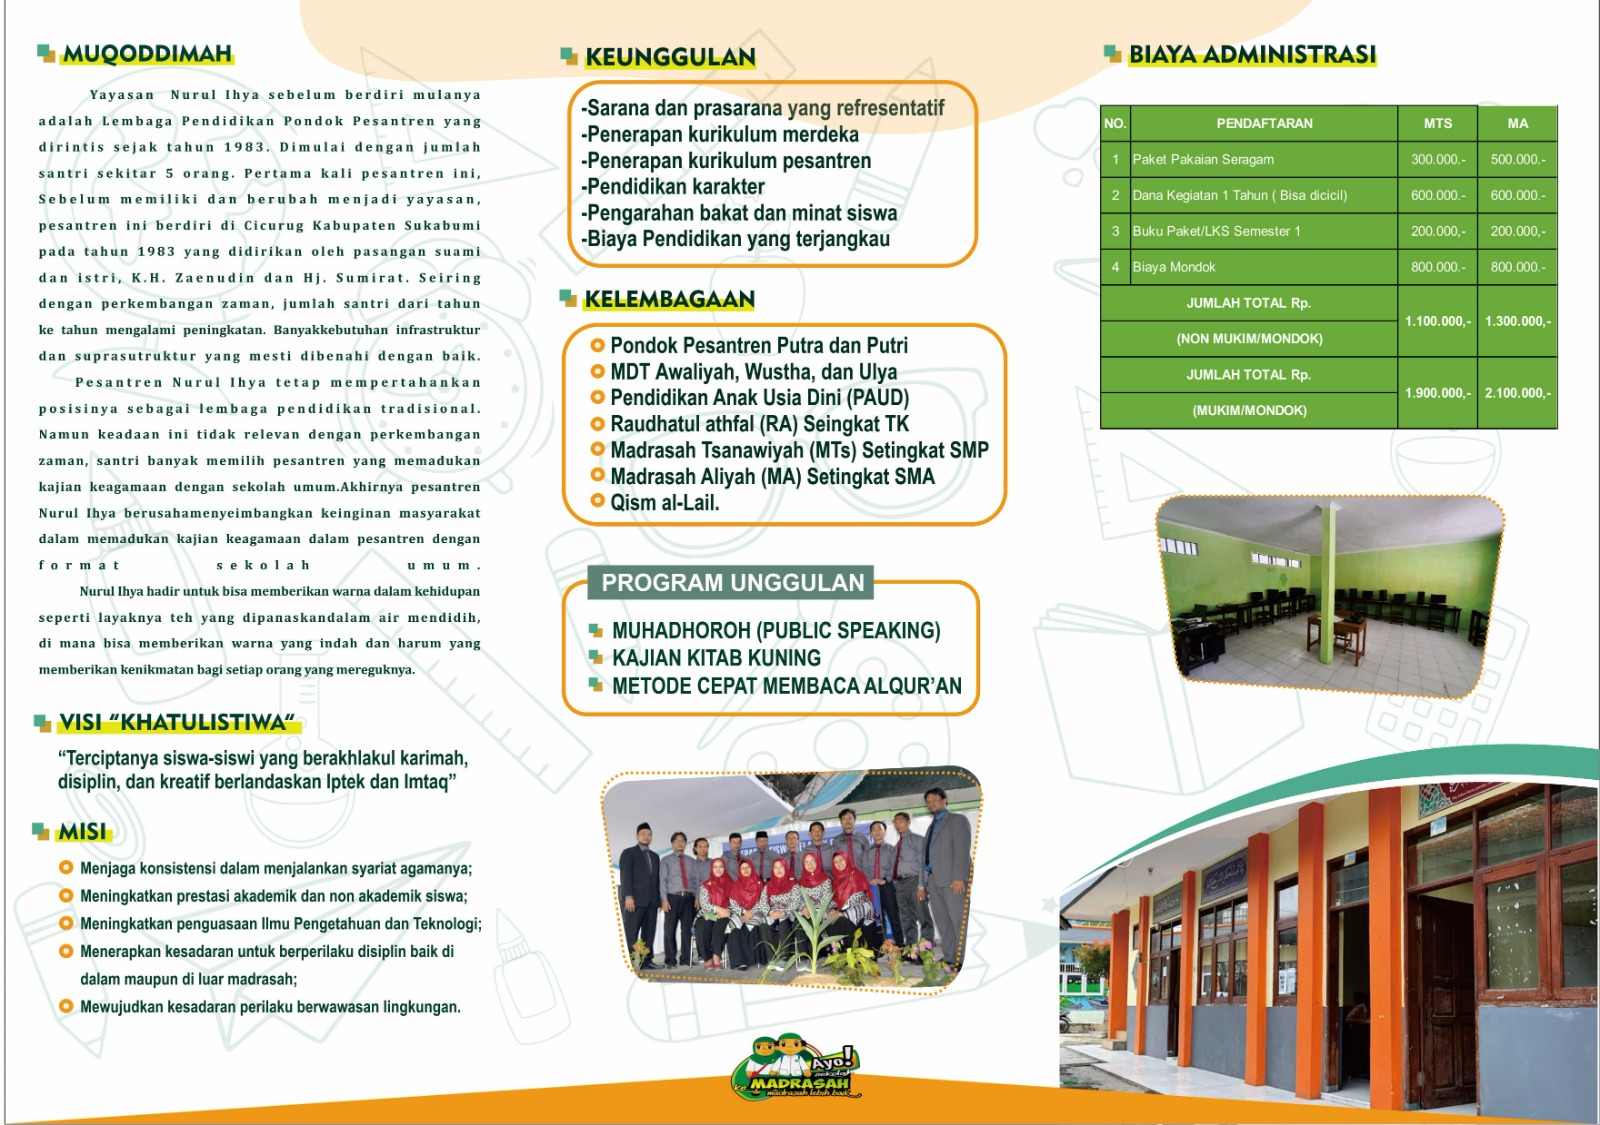 MUQODDIMAH
Yayasan Nurul Ihya sebelum berdiri mulanya
adalah Lembaga Pendidikan Pondok Pesantren yang
dirintis sejak tahun 1983. Dimulai dengan jumlah
santri sekitar 5 orang. Pertama kali pesantren ini,
Sebelum memiliki dan berubah menjadi yayasan,
pesantren ini berdiri di Cicurug Kabupaten Sukabumi
pada tahun 1983 yang didirikan oleh pasangan suami
dan istri, K.H. Zaenudin dan Hj. Sumirat. Seiring
dengan perkembangan zaman, jumlah santri dari tahun
ke tahun mengalami peningkatan. Banyakkebutuhan infrastruktur
dan suprasutruktur yang mesti dibenahi dengan baik.
Pesantren Nurul Ihya tetap mempertahankan
posisinya sebagai lembaga pendidikan tradisional.
Namun keadaan ini tidak relevan dengan perkembangan
zaman, santri banyak memilih pesantren yang memadukan
kajian keagamaan dengan sekolah umum.Akhirnya pesantren
Nurul Ihya berusahamenyeimbangkan keinginan masyarakat
dalam memadukan kajian keagamaan dalam pesantren dengan
format sekolah umum.
Nurul Ihya hadir untuk bisa memberikan warna dalam kehidupan
seperti layaknya teh yang dipanaskandalam air mendidih,
di mana bisa memberikan warna yang indah dan harum yang
memberikan kenikmatan bagi setiap orang yang mereguknya.
VISI “KHATULISTIWA“
“Terciptanya siswa-siswi yang berakhlakul karimah,
disiplin, dan kreatif berlandaskan Iptek dan Imtaq”
MISI
Menjaga konsistensi dalam menjalankan syariat agamanya;
Meningkatkan prestasi akademik dan non akademik siswa;
Meningkatkan penguasaan Ilmu Pengetahuan dan Teknologi;
Menerapkan kesadaran untuk berperilaku disiplin baik di
dalam maupun di luar madrasah;
Mewujudkan kesadaran perilaku berwawasan lingkungan.
KEUNGGULAN
-Sarana dan prasarana yang refresentatif
-Penerapan kurikulum merdeka
-Penerapan kurikulum pesantren
-Pendidikan karakter
-Pengarahan bakat dan minat siswa
-Biaya Pendidikan yang terjangkau
KELEMBAGAAN
Pondok Pesantren Putra dan Putri
MDT Awaliyah, Wustha, dan Ulya
Pendidikan Anak Usia Dini (PAUD)
Raudhatul athfal (RA) Seingkat TK
Madrasah Tsanawiyah (MTs) Setingkat SMP
Madrasah Aliyah (MA) Setingkat SMA
Qism al-Lail.
PROGRAM UNGGULAN
MUHADHOROH (PUBLIC SPEAKING)
KAJIAN KITAB KUNING
METODE CEPAT MEMBACA ALQUR’AN
Ayo!
sekolah
ke MADRASAH
madrasah lebih baik
BIAYA ADMINISTRASI
NO. PENDAFTARAN MTS MA
1 Paket Pakaian Seragam 300.000.- 500.000.-
2 Dana Kegiatan 1 Tahun ( Bisa dicicil) 600.000.- 600.000.-
3 Buku Paket/LKS Semester 1 200.000,- 200.000,-
4 Biaya Mondok 800.000.- 800.000.-
JUMLAH TOTAL Rp.
(NON MUKIM/MONDOK) 1.100.000,- 1.300.000,-
JUMLAH TOTAL Rp.
(MUKIM/MONDOK) 1.900.000,- 2.100.000,-